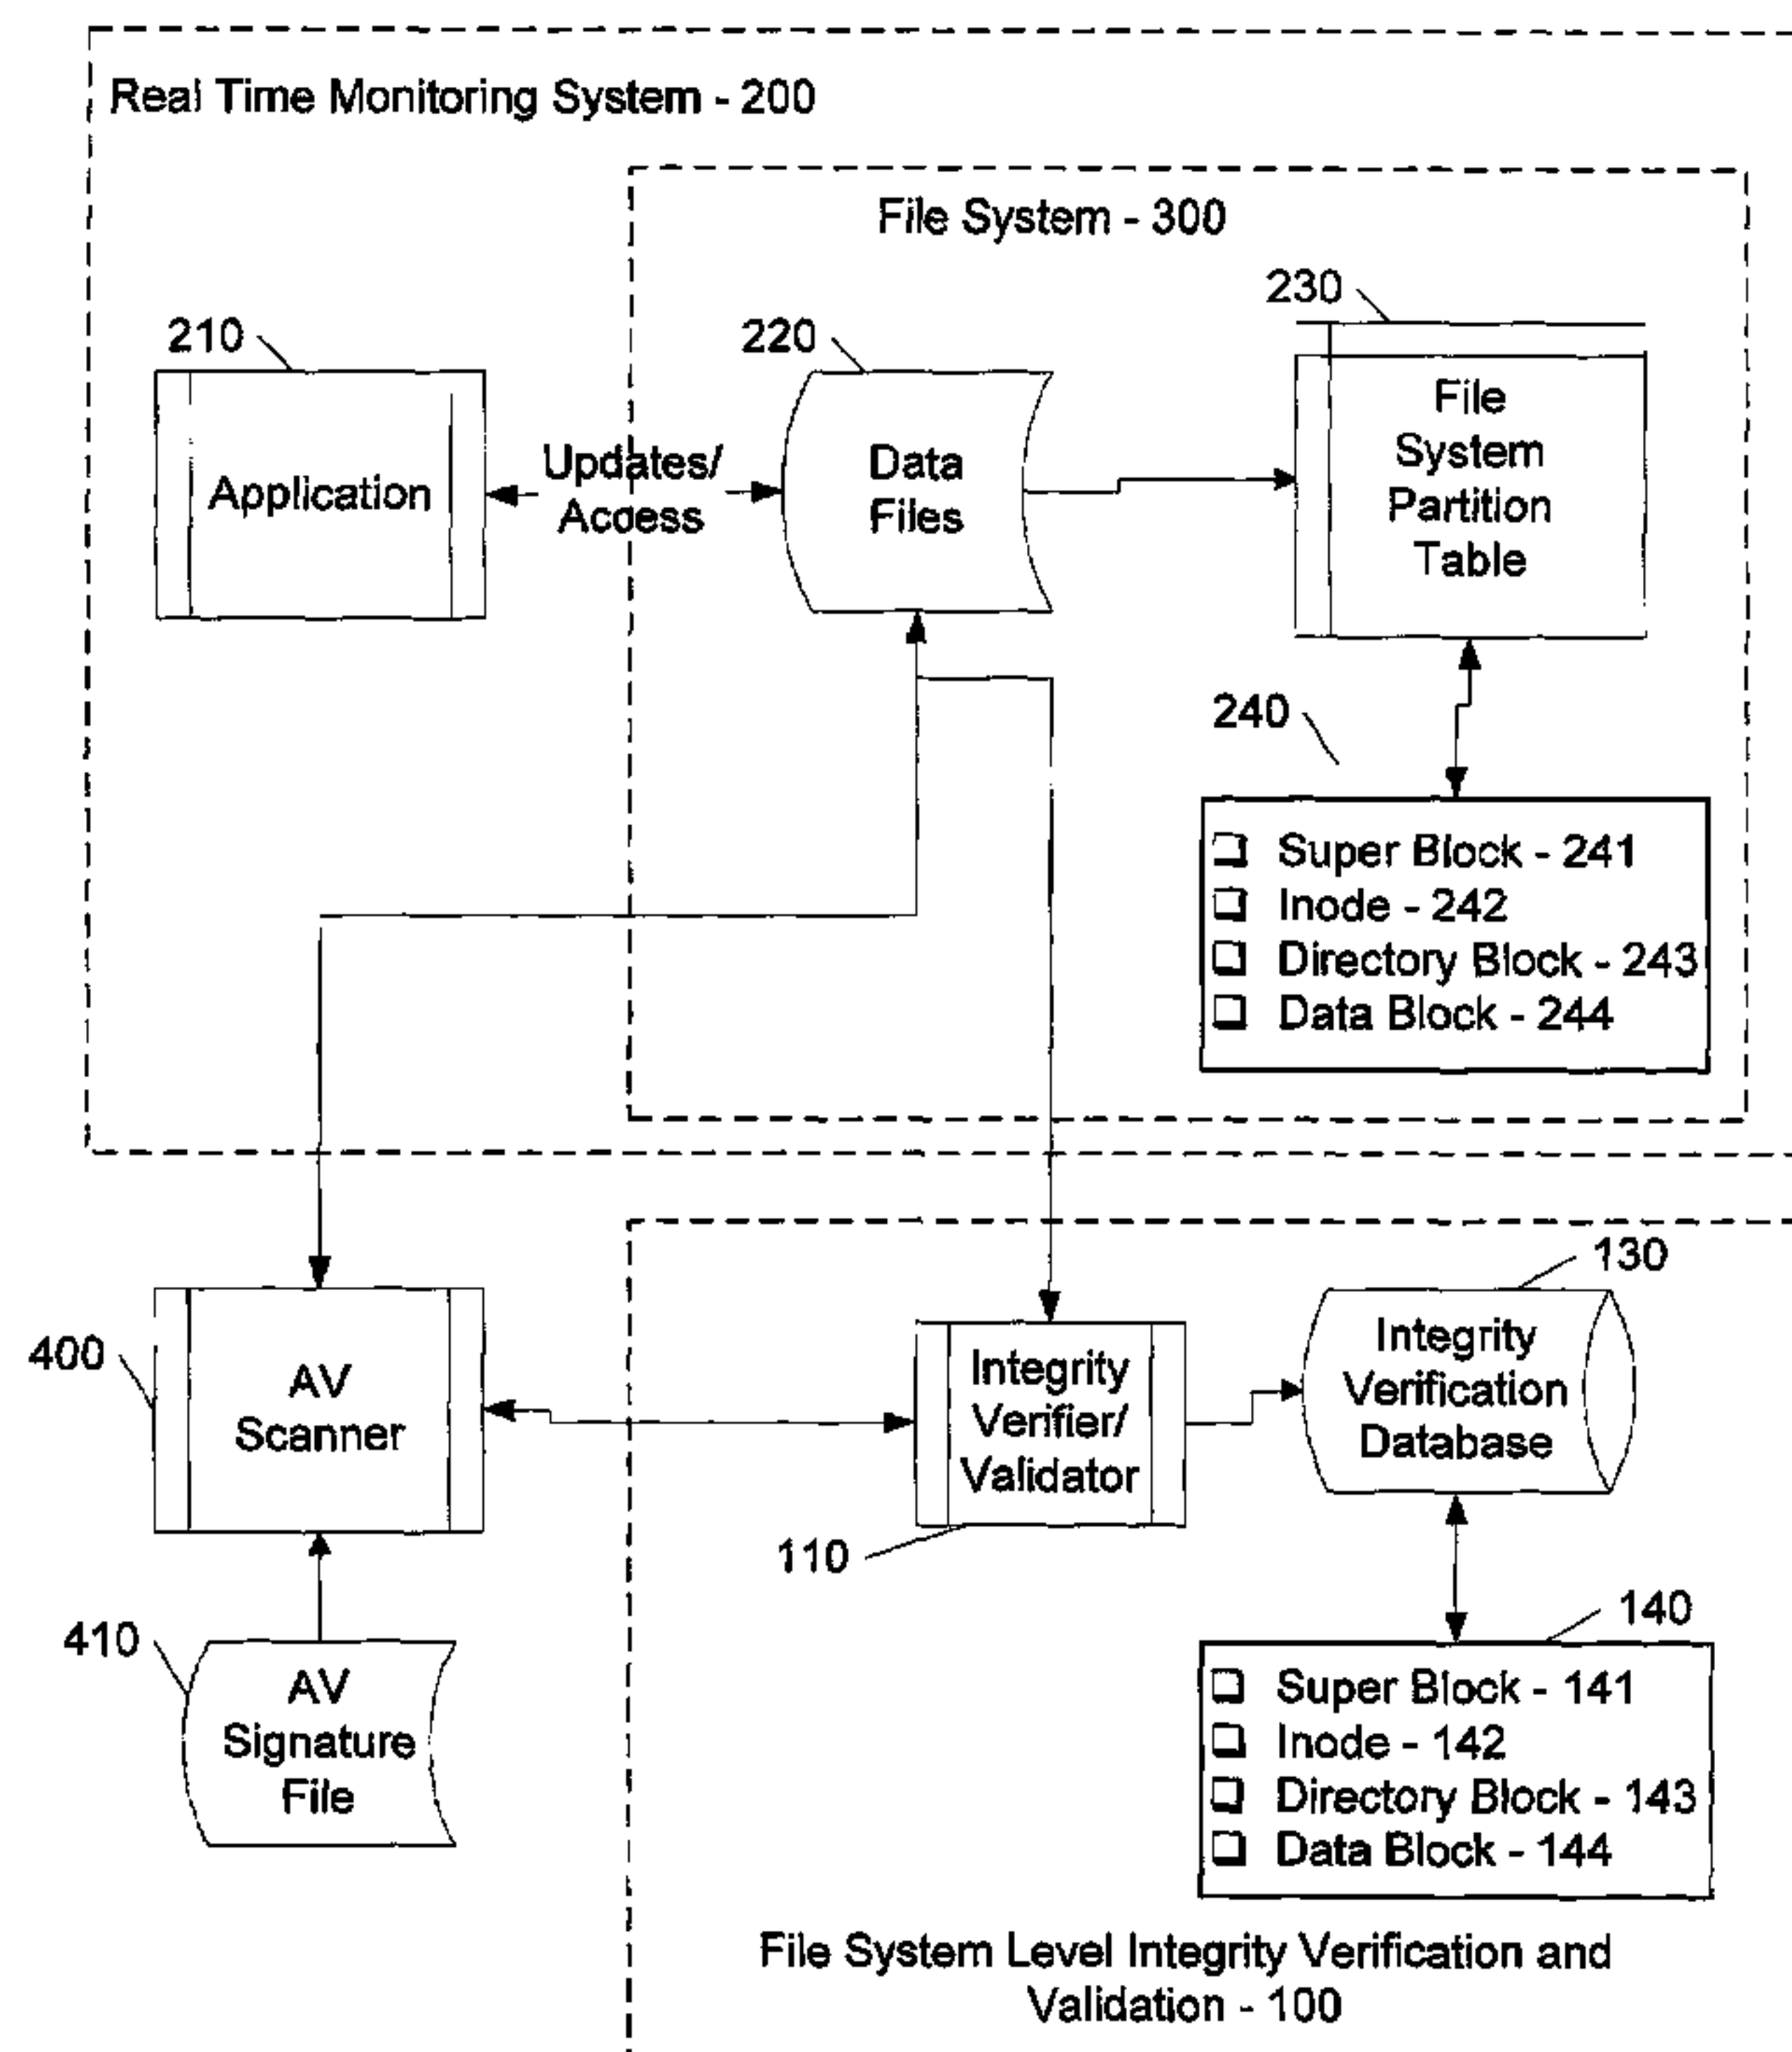 Real Time Monitoring System - 200
File System - 300
230
210
220
File
System
Partition
Table
Application
Updates/
Access
Data
Files
240
Super Block - 241
Inode - 242
Directory Block - 243
Data Block - 244
130
400
AV
Scanner
Integrity
Verifier/
Validator
Integrity
Verification
Database
110
140
410
AV
Signature
File
Super Block - 141
Inode - 142
Directory Block - 143
Data Block - 144
File System Level Integrity Verification and
Validation - 100